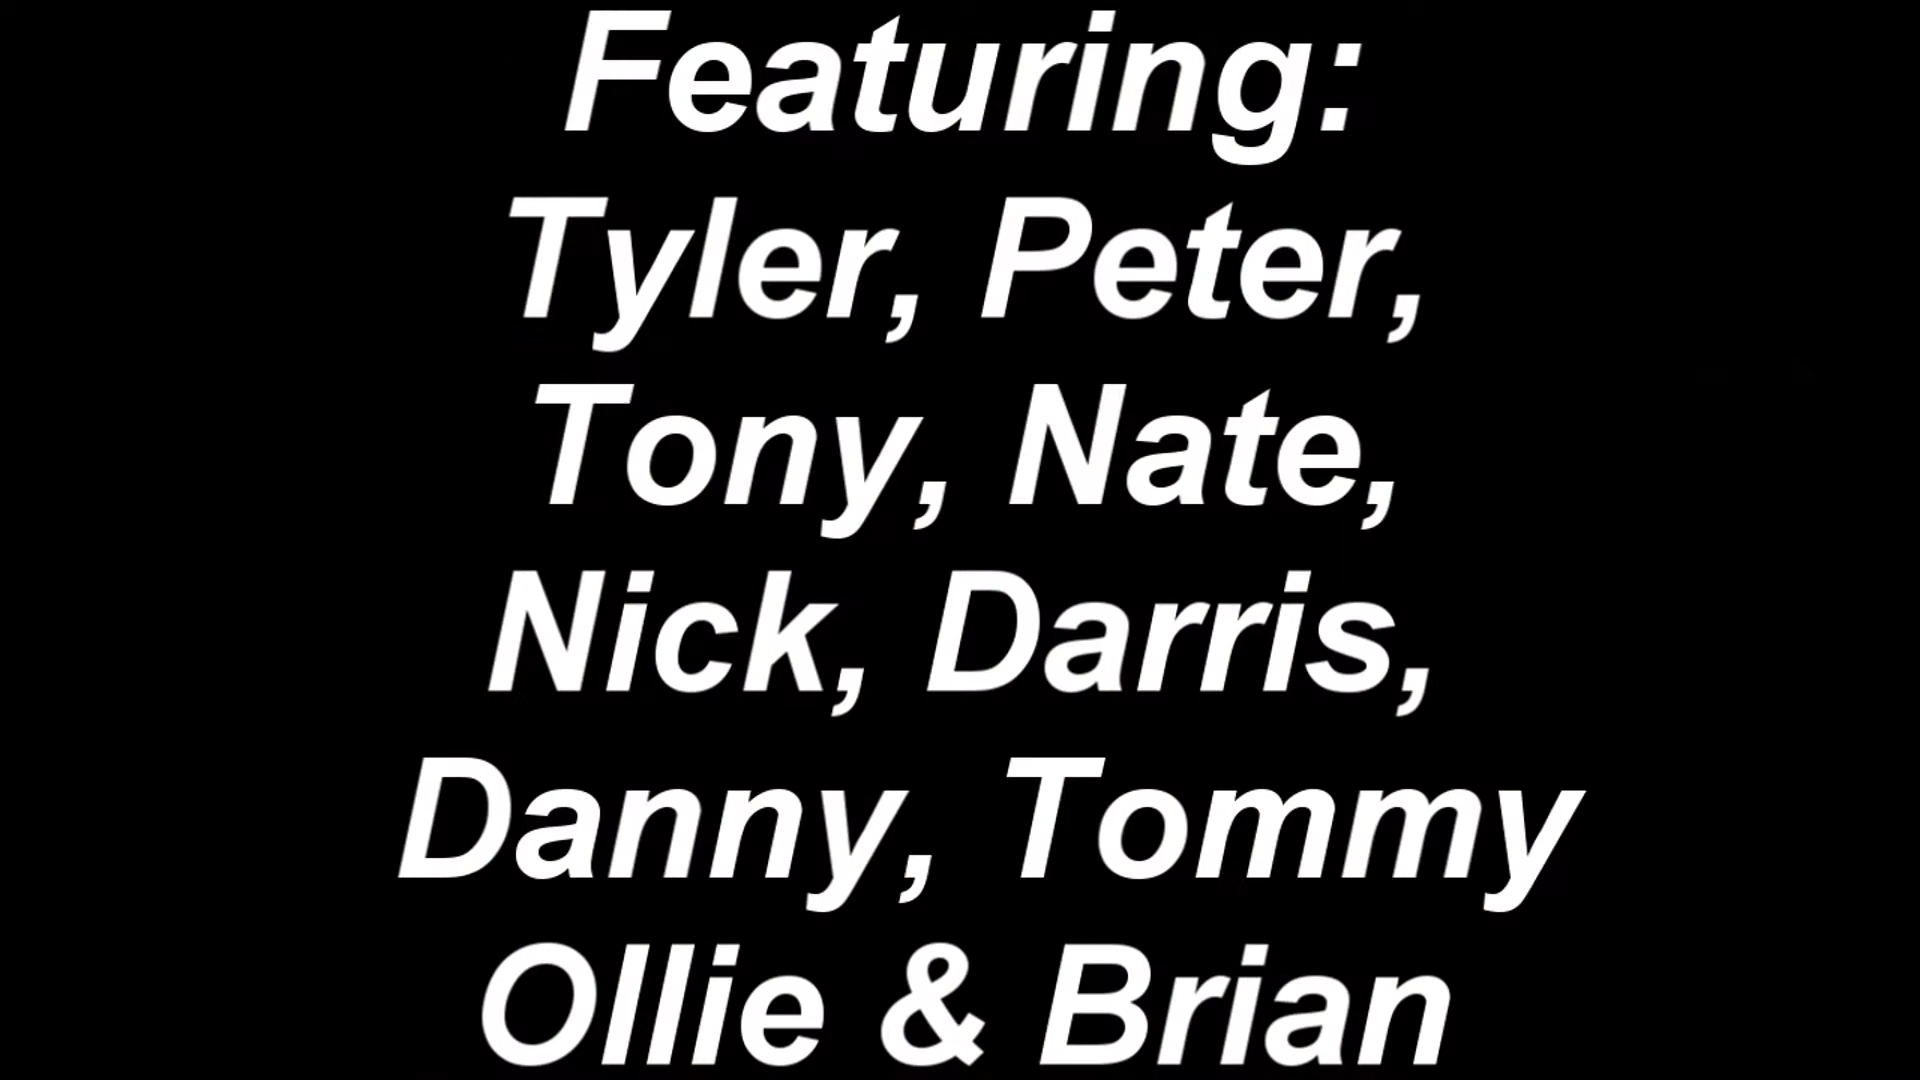 Featuring:
Tyler, Peter,
Tony, Nate,
Nick, Darris,
Danny, Tommy
Ollie & Brian